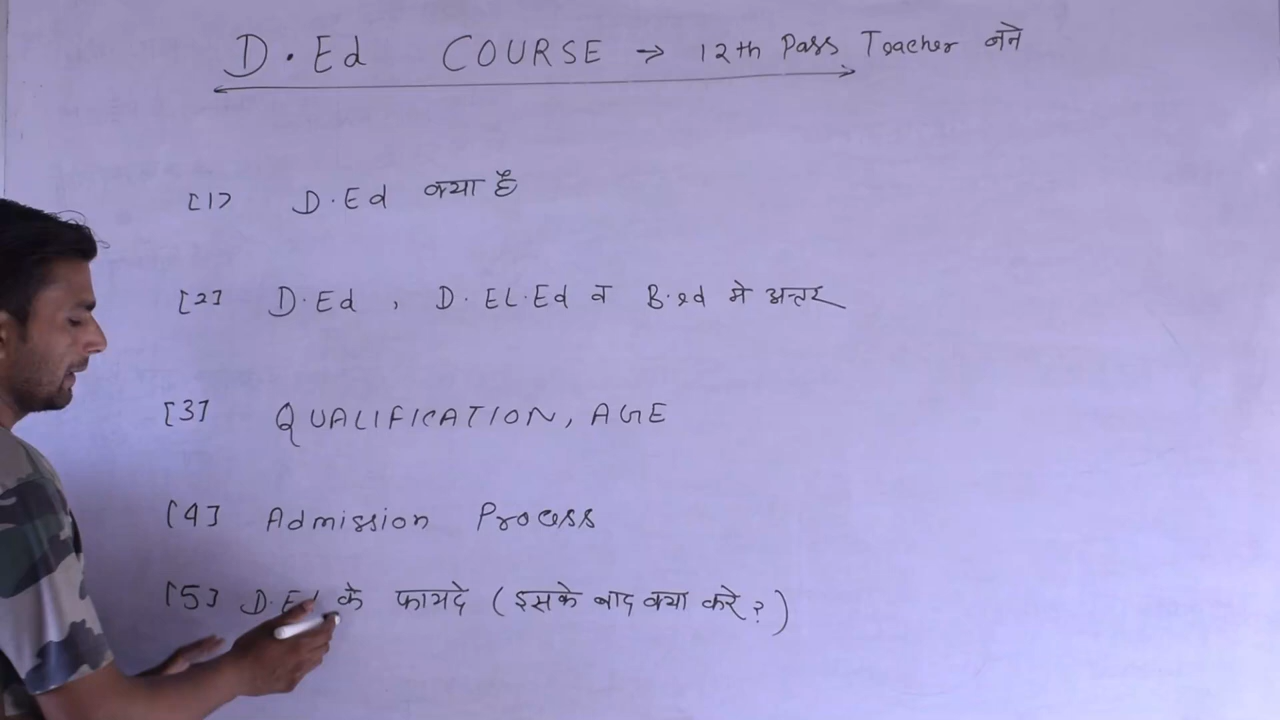 D.Ed COURSE → 12th Pass Teacher बने
[1] D.Ed क्या है
[2] D.Ed , D.EL.Ed व B.ed मे अन्तर
[3] QUALIFICATION, AGE
[4] Admission Process
[5] D.Ed के फायदे (इसके बाद क्या करे ?)